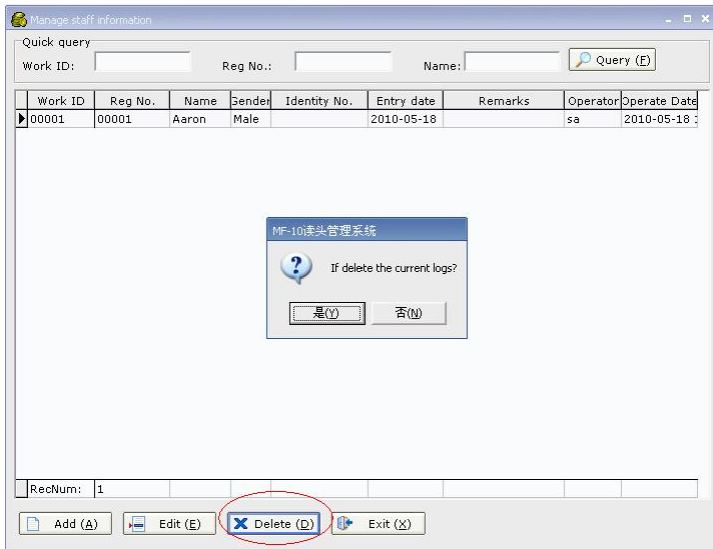 Manage staff information
Quick query
Work ID: Reg No.: Name: Query (F)
Work ID Reg No. Name Gender Identity No. Entry date Remarks Operator Operate Date
00001 00001 Aaron Male 2010-05-18 sa 2010-05-18
MF-10读头管理系统
If delete the current logs?
是(Y) 否(N)
RecNum: 1
Add (A) Edit (E) Delete (D) Exit (X)